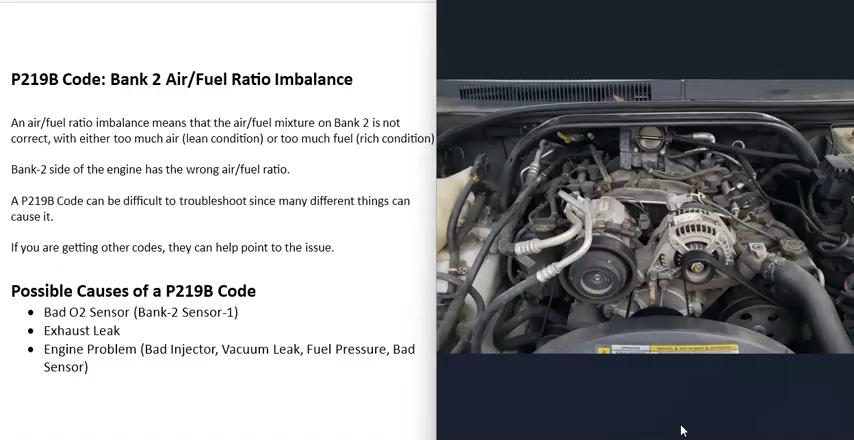 P219B Code: Bank 2 Air/Fuel Ratio Imbalance
An air/fuel ratio imbalance means that the air/fuel mixture on Bank 2 is not
correct, with either too much air (lean condition) or too much fuel (rich condition)
Bank-2 side of the engine has the wrong air/fuel ratio.
A P219B Code can be difficult to troubleshoot since many different things can
cause it.
If you are getting other codes, they can help point to the issue.
Possible Causes of a P219B Code
• Bad O2 Sensor (Bank-2 Sensor-1)
• Exhaust Leak
• Engine Problem (Bad Injector, Vacuum Leak, Fuel Pressure, Bad
Sensor)